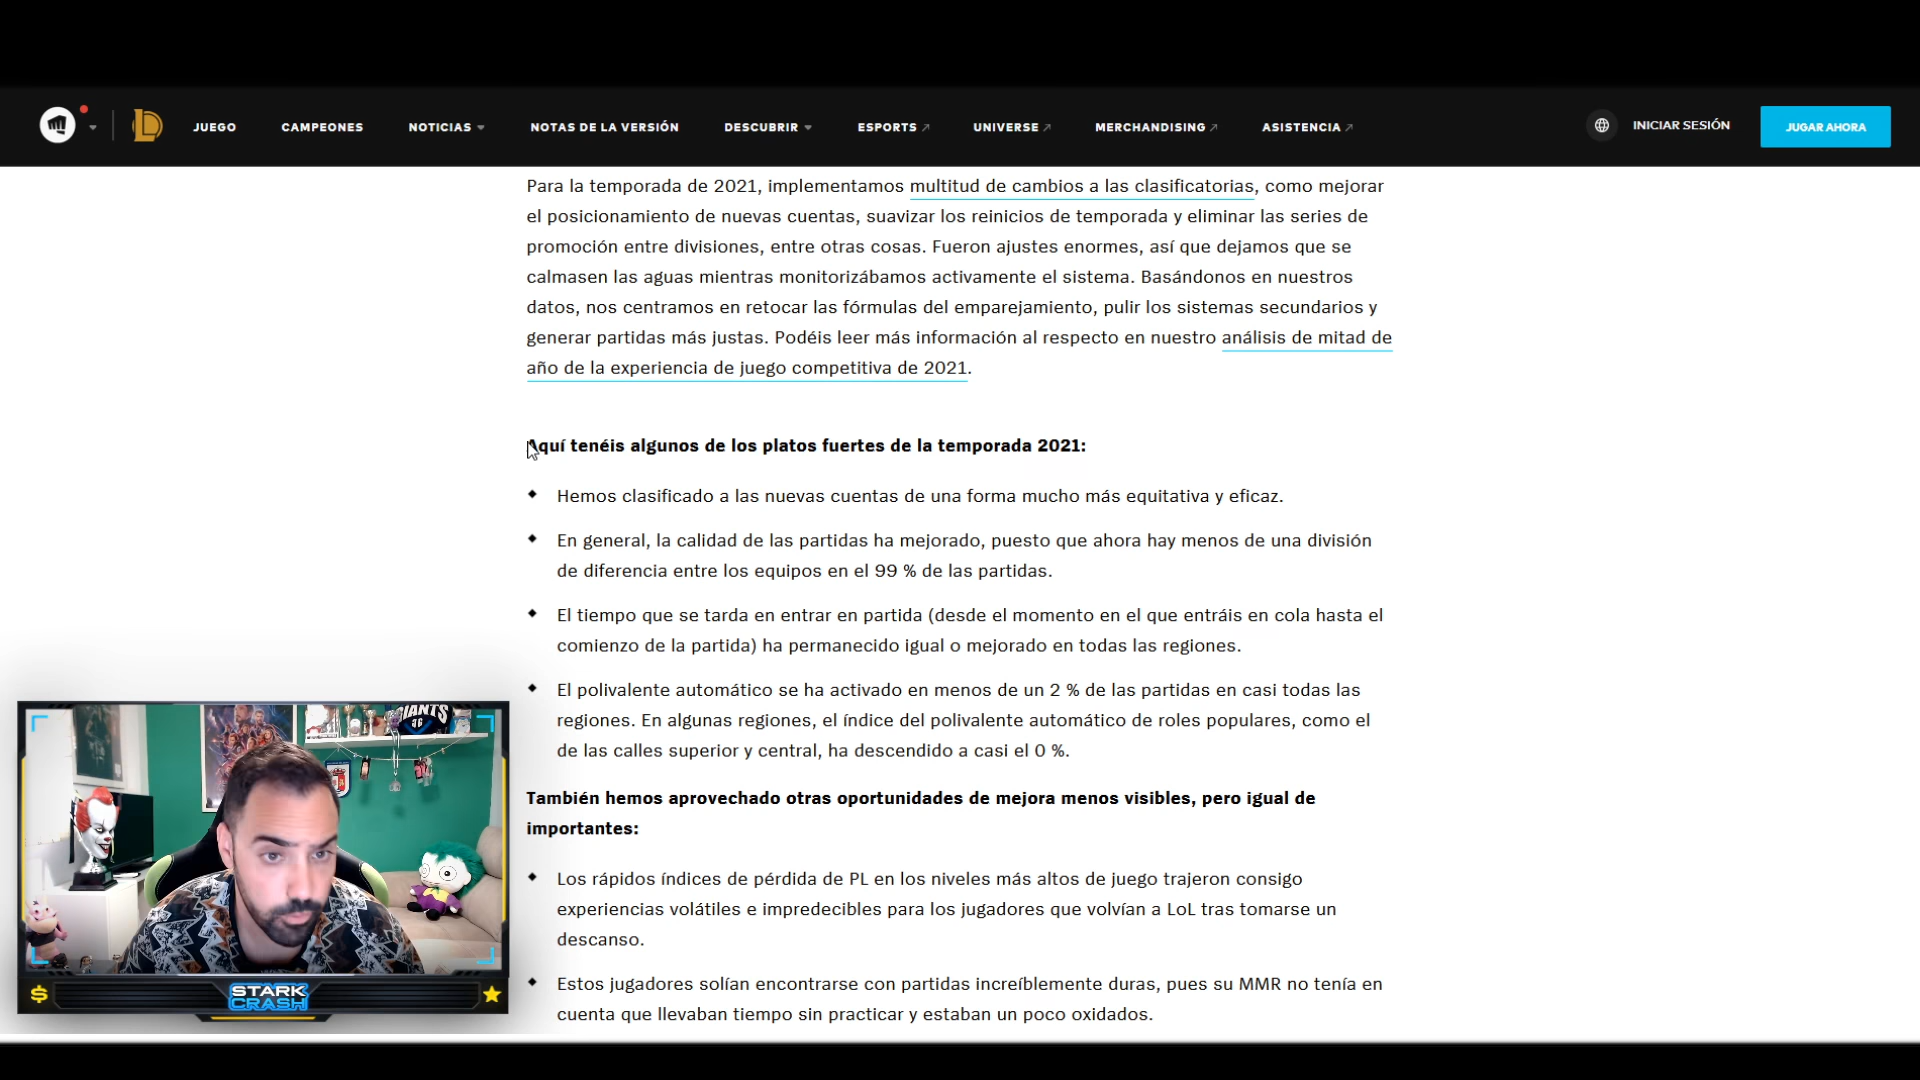 JUEGO CAMPEONES NOTICIAS NOTAS DE LA VERSIÓN DESCUBRIR ESPORTS UNIVERSE MERCHANDISING ASISTENCIA INICIAR SESIÓN JUGAR AHORA
Para la temporada de 2021, implementamos multitud de cambios a las clasificatorias, como mejorar
el posicionamiento de nuevas cuentas, suavizar los reinicios de temporada y eliminar las series de
promoción entre divisiones, entre otras cosas. Fueron ajustes enormes, así que dejamos que se
calmasen las aguas mientras monitorizábamos activamente el sistema. Basándonos en nuestros
datos, nos centramos en retocar las fórmulas del emparejamiento, pulir los sistemas secundarios y
generar partidas más justas. Podéis leer más información al respecto en nuestro análisis de mitad de
año de la experiencia de juego competitiva de 2021.
Aquí tenéis algunos de los platos fuertes de la temporada 2021:
Hemos clasificado a las nuevas cuentas de una forma mucho más equitativa y eficaz.
En general, la calidad de las partidas ha mejorado, puesto que ahora hay menos de una división
de diferencia entre los equipos en el 99 % de las partidas.
El tiempo que se tarda en entrar en partida (desde el momento en el que entráis en cola hasta el
comienzo de la partida) ha permanecido igual o mejorado en todas las regiones.
El polivalente automático se ha activado en menos de un 2 % de las partidas en casi todas las
regiones. En algunas regiones, el índice del polivalente automático de roles populares, como el
de las calles superior y central, ha descendido a casi el 0 %.
También hemos aprovechado otras oportunidades de mejora menos visibles, pero igual de
importantes:
Los rápidos índices de pérdida de PL en los niveles más altos de juego trajeron consigo
experiencias volátiles e impredecibles para los jugadores que volvían a LoL tras tomarse un
descanso.
Estos jugadores solían encontrarse con partidas increíblemente duras, pues su MMR no tenía en
cuenta que llevaban tiempo sin practicar y estaban un poco oxidados.
GIANTS
STARK
CRASH